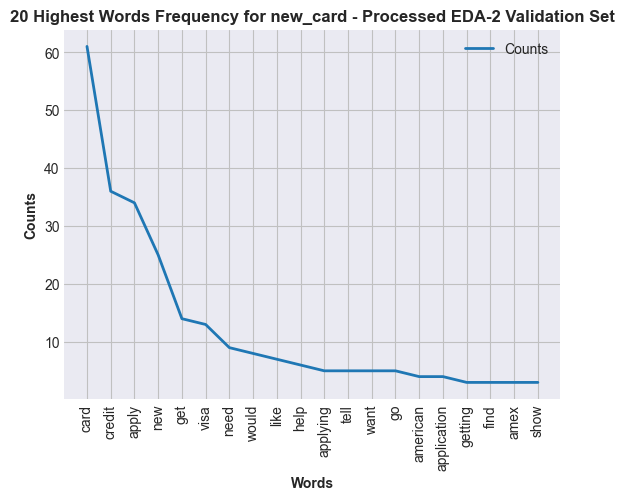 20 Highest Words Frequency for new_card - Processed EDA-2 Validation Set
Counts
60
50
40
30
20
10
Counts
card
credit
apply
new
get
visa
need
would
like
help
applying
tell
want
go
american
application
getting
find
amex
show
Words